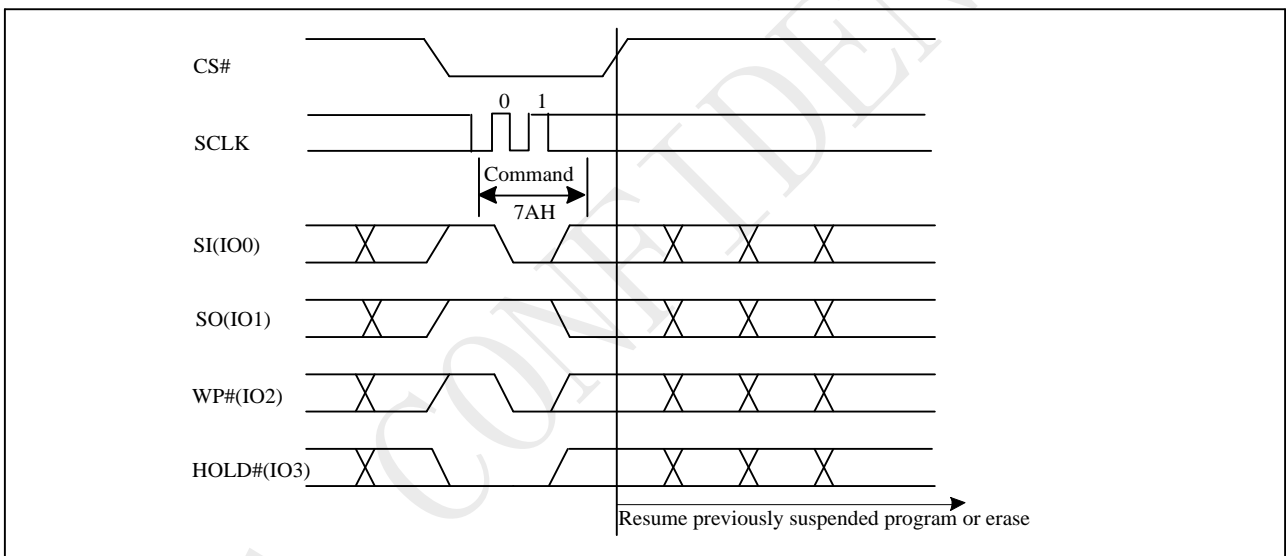 CS#
0 1
SCLK
Command
7AH
SI(IO0)
SO(IO1)
WP#(IO2)
HOLD#(IO3)
Resume previously suspended program or erase